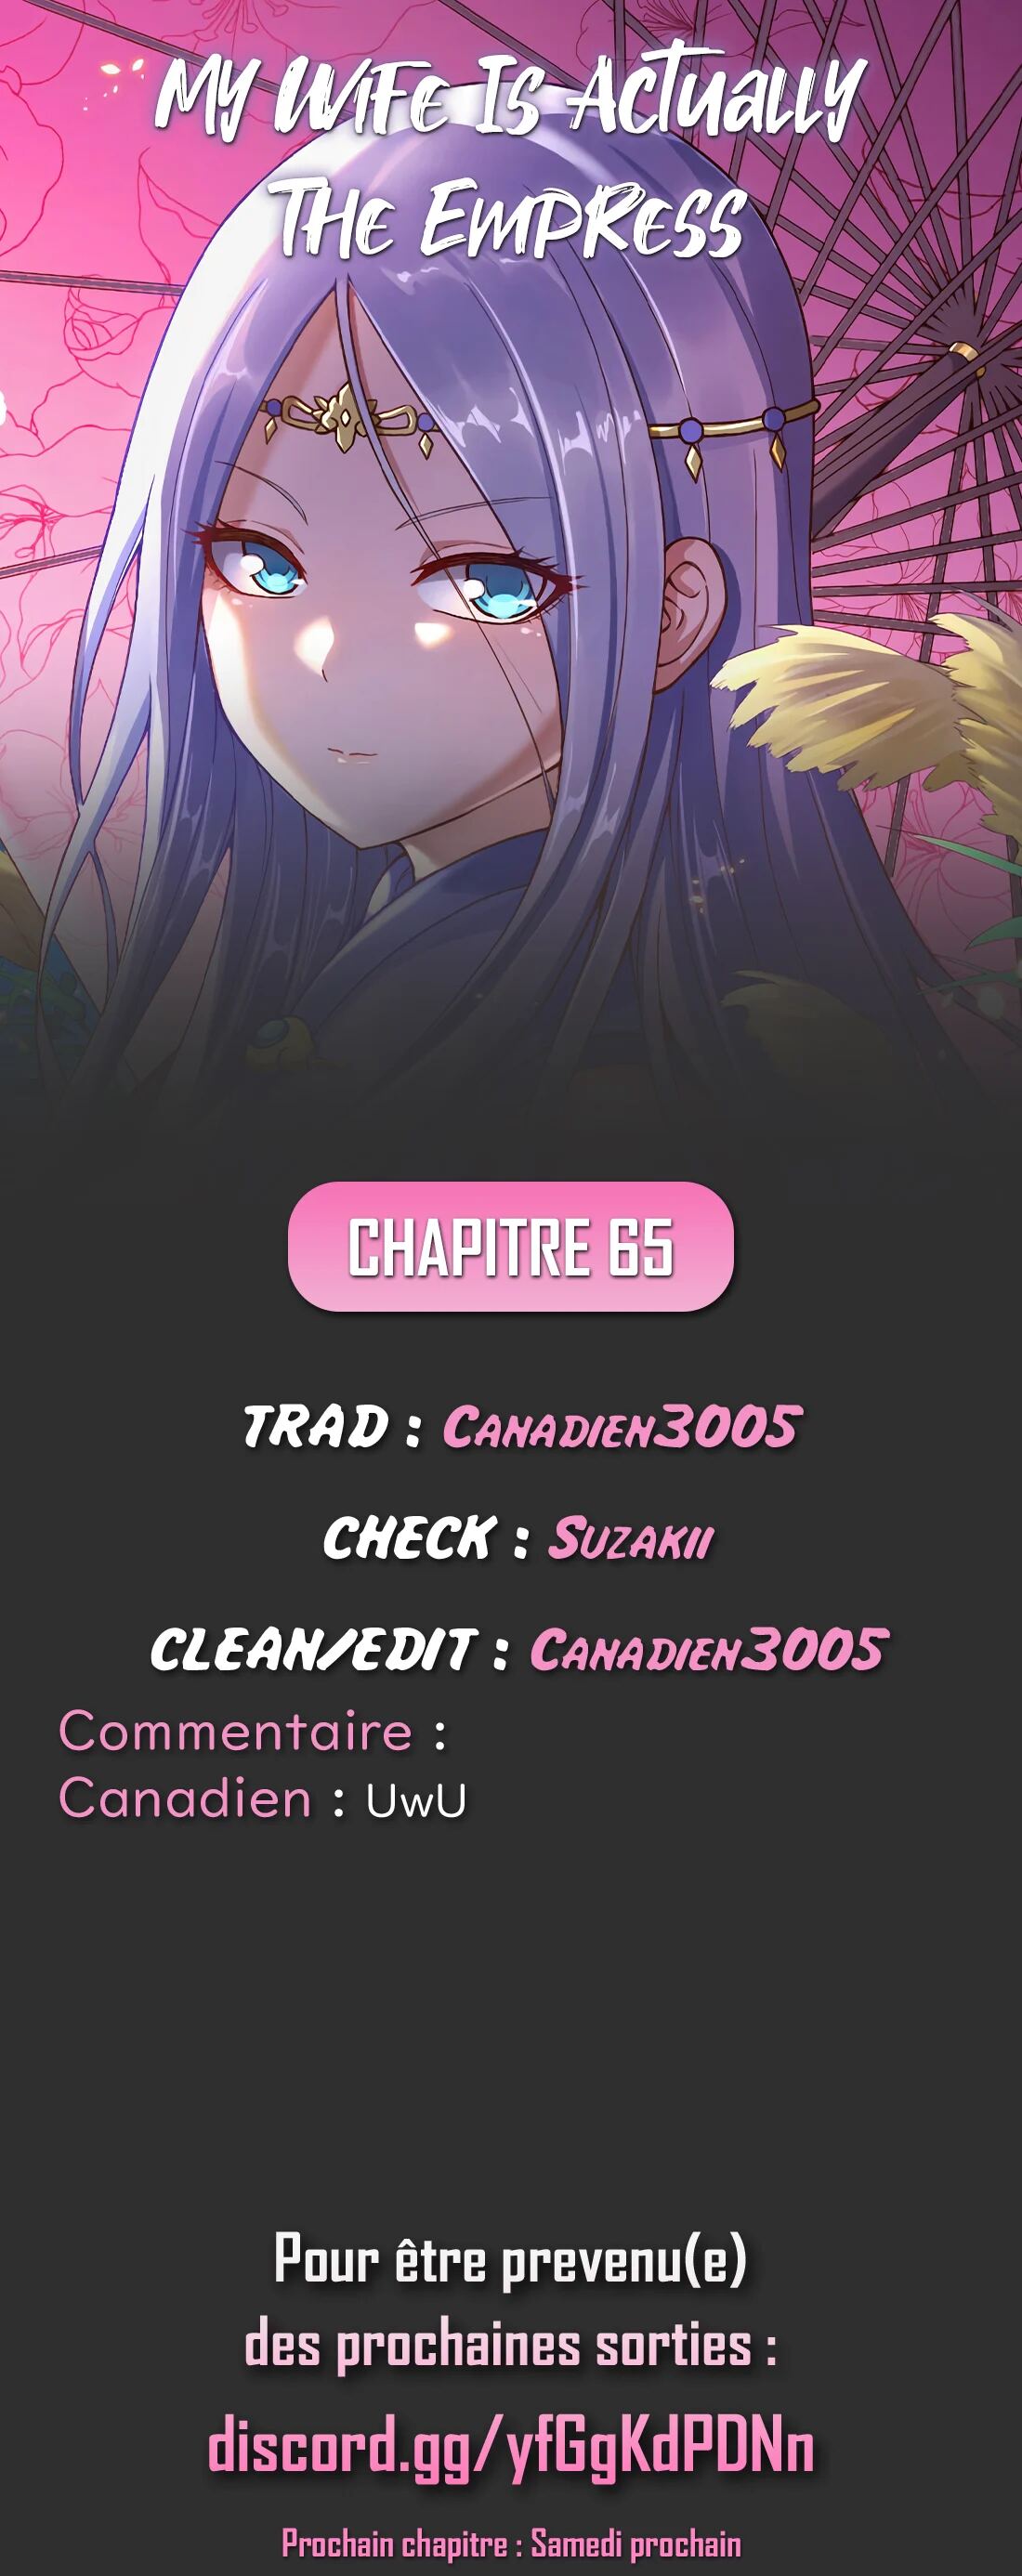 My Wife Is Actually
The Empress
CHAPITRE 65
TRAD : Canadien3005
CHECK : Suzakii
CLEAN/EDIT : Canadien3005
Commentaire :
Canadien : UwU
Pour être prevenu(e)
des prochaines sorties :
discord.gg/yfGgKdPDNn
Prochain chapitre : Samedi prochain